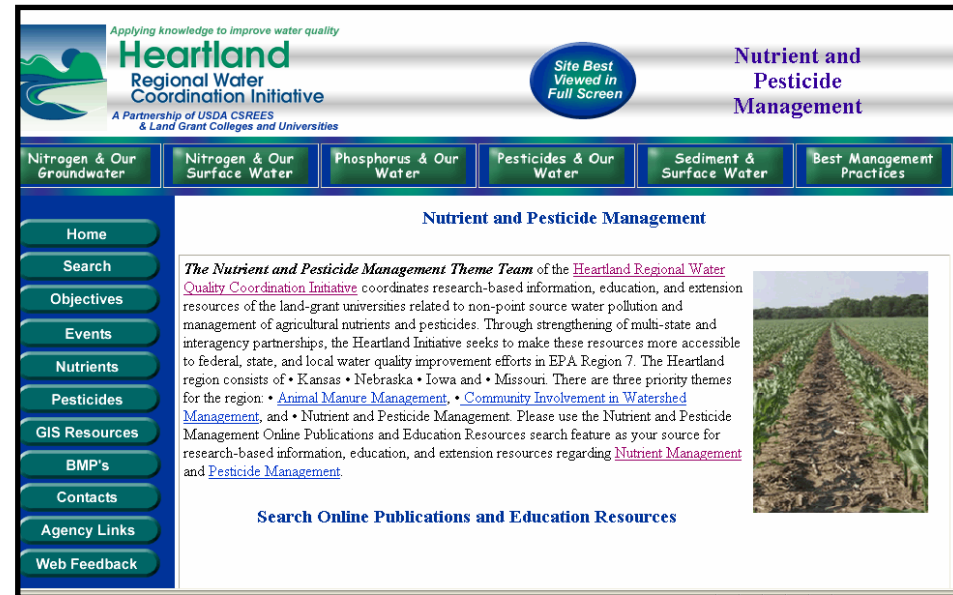 Applying knowledge to improve water quality
Heartland
Regional Water
Coordination Initiative
A Partnership of USDA CSREES
& Land Grant Colleges and Universities
Site Best
Viewed in
Full Screen
Nutrient and
Pesticide
Management
Nitrogen & Our
Groundwater
Nitrogen & Our
Surface Water
Phosphorus & Our
Water
Pesticides & Our
Water
Sediment &
Surface Water
Best Management
Practices
Home
Search
Objectives
Events
Nutrients
Pesticides
GIS Resources
BMP's
Contacts
Agency Links
Web Feedback
Nutrient and Pesticide Management
The Nutrient and Pesticide Management Theme Team of the Heartland Regional Water
Quality Coordination Initiative coordinates research-based information, education, and extension
resources of the land-grant universities related to non-point source water pollution and
management of agricultural nutrients and pesticides. Through strengthening of multi-state and
interagency partnerships, the Heartland Initiative seeks to make these resources more accessible
to federal, state, and local water quality improvement efforts in EPA Region 7. The Heartland
region consists of • Kansas • Nebraska • Iowa and • Missouri. There are three priority themes
for the region: • Animal Manure Management, • Community Involvement in Watershed
Management, and • Nutrient and Pesticide Management. Please use the Nutrient and Pesticide
Management Online Publications and Education Resources search feature as your source for
research-based information, education, and extension resources regarding Nutrient Management
and Pesticide Management.
Search Online Publications and Education Resources